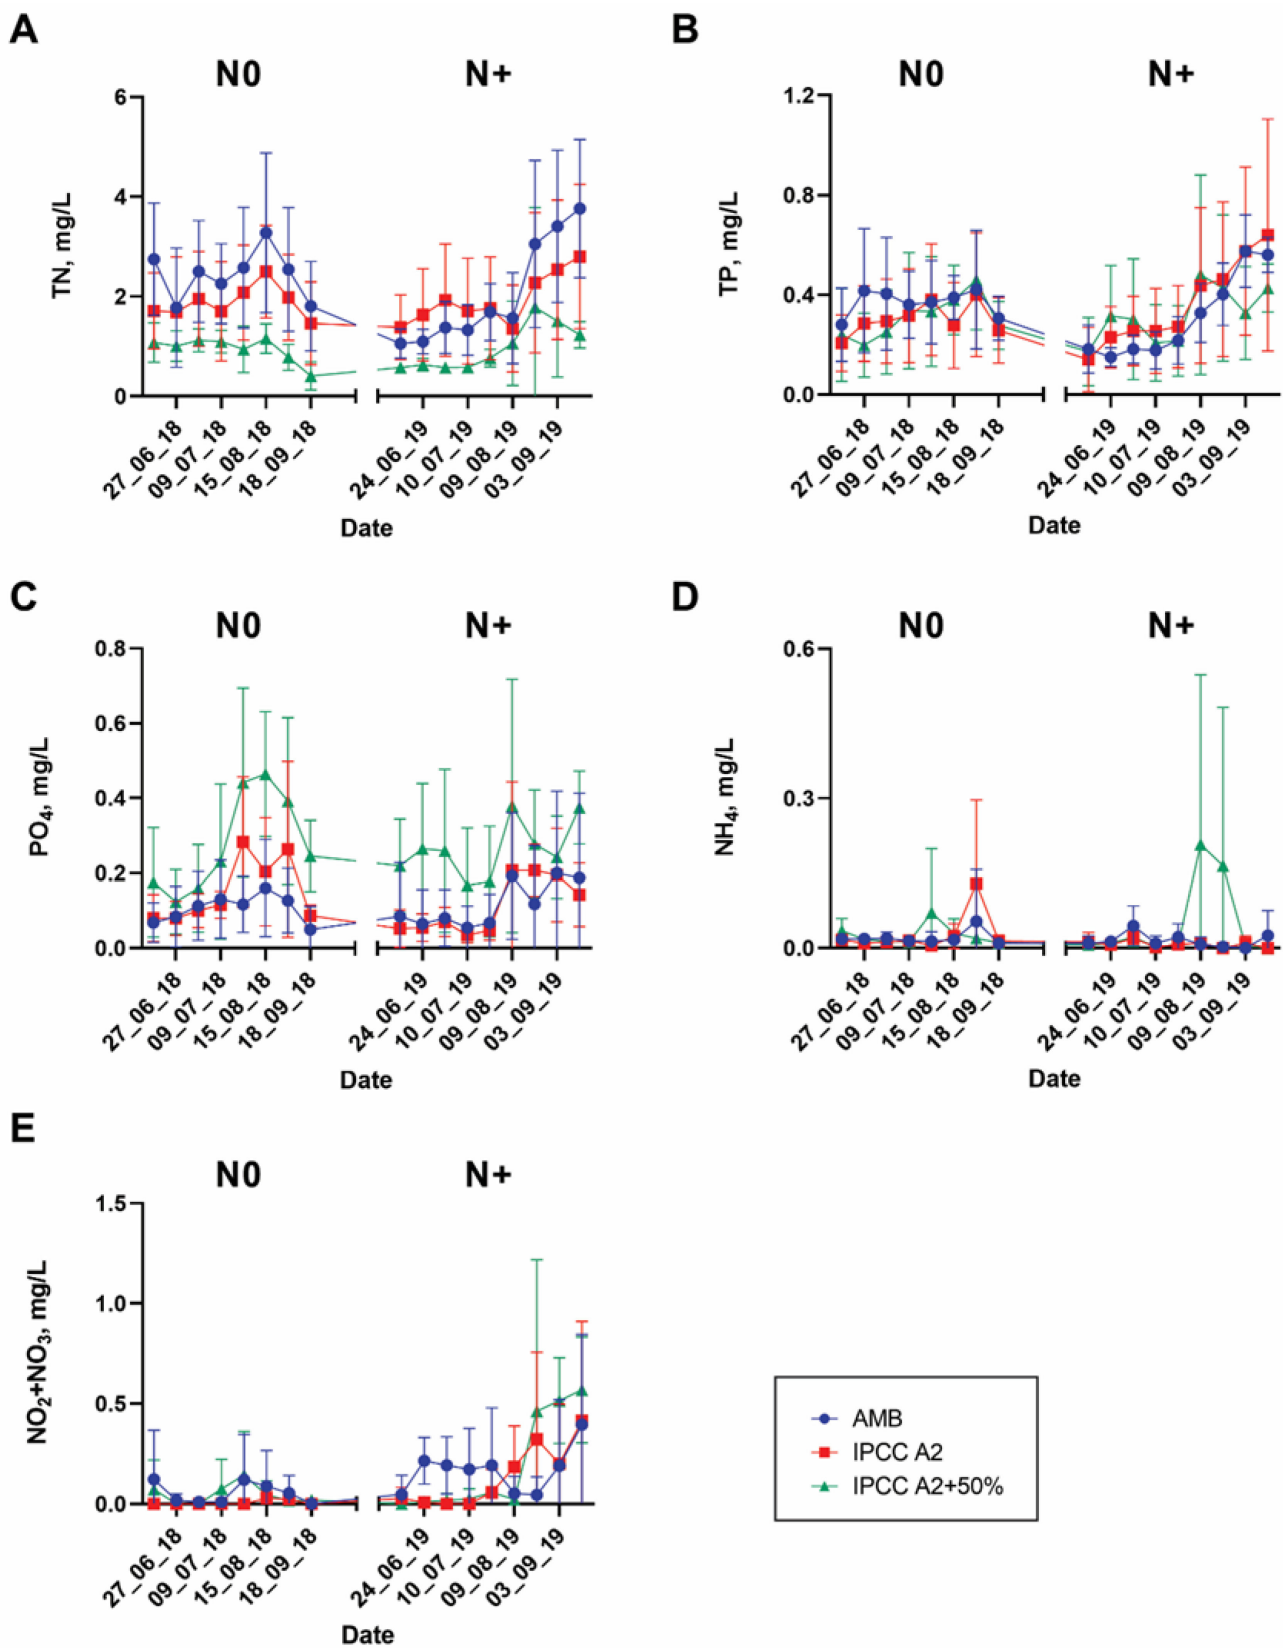 A
N0 N+
TN, mg/L
6
4
2
0
27_06_18 09_07_18 15_08_18 18_09_18 24_06_19 10_07_19 09_08_19 03_09_19
Date
B
N0 N+
TP, mg/L
1.2
0.8
0.4
0.0
27_06_18 09_07_18 15_08_18 18_09_18 24_06_19 10_07_19 09_08_19 03_09_19
Date
C
N0 N+
PO4, mg/L
0.8
0.6
0.4
0.2
0.0
27_06_18 09_07_18 15_08_18 18_09_18 24_06_19 10_07_19 09_08_19 03_09_19
Date
D
N0 N+
NH4, mg/L
0.6
0.3
0.0
27_06_18 09_07_18 15_08_18 18_09_18 24_06_19 10_07_19 09_08_19 03_09_19
Date
E
N0 N+
NO2+NO3, mg/L
1.5
1.0
0.5
0.0
27_06_18 09_07_18 15_08_18 18_09_18 24_06_19 10_07_19 09_08_19 03_09_19
Date
AMB
IPCC A2
IPCC A2+50%